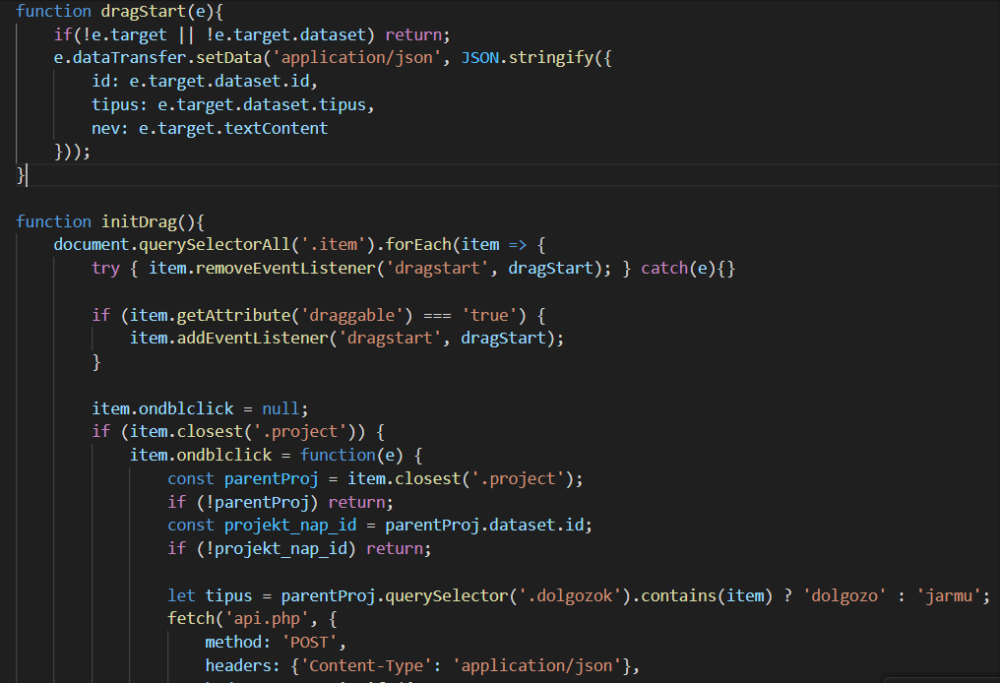 function dragStart(e){
    if(!e.target || !e.target.dataset) return;
    e.dataTransfer.setData('application/json', JSON.stringify({
        id: e.target.dataset.id,
        tipus: e.target.dataset.tipus,
        nev: e.target.textContent
    }));
}

function initDrag(){
    document.querySelectorAll('.item').forEach(item => {
        try { item.removeEventListener('dragstart', dragStart); } catch(e){}

        if (item.getAttribute('draggable') === 'true') {
            item.addEventListener('dragstart', dragStart);
        }

        item.ondblclick = null;
        if (item.closest('.project')) {
            item.ondblclick = function(e) {
                const parentProj = item.closest('.project');
                if (!parentProj) return;
                const projekt_nap_id = parentProj.dataset.id;
                if (!projekt_nap_id) return;

                let tipus = parentProj.querySelector('.dolgozok').contains(item) ? 'dolgozo' : 'jarmu';
                fetch('api.php', {
                    method: 'POST',
                    headers: {'Content-Type': 'application/json'},